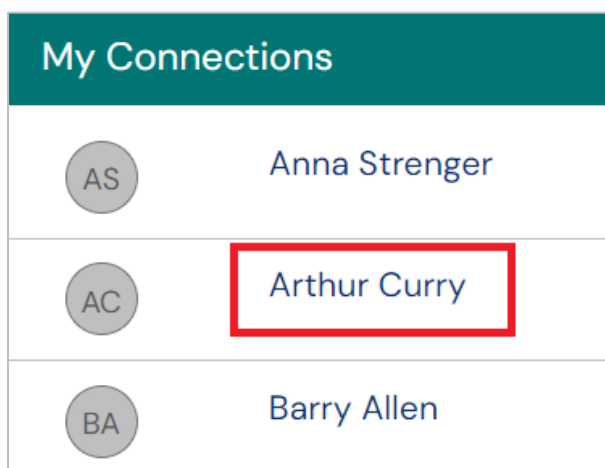 My Connections
AS Anna Strenger
AC Arthur Curry
BA Barry Allen